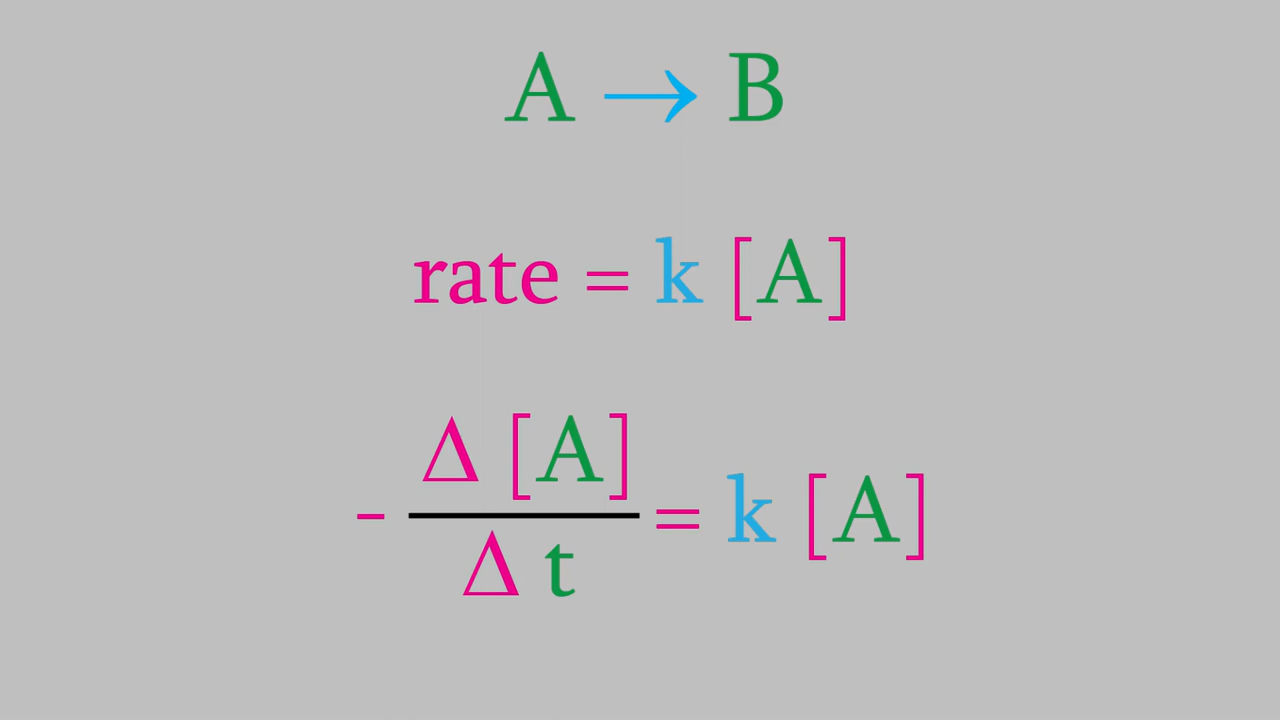 A → B
rate = k [A]
- Δ [A] / Δ t = k [A]